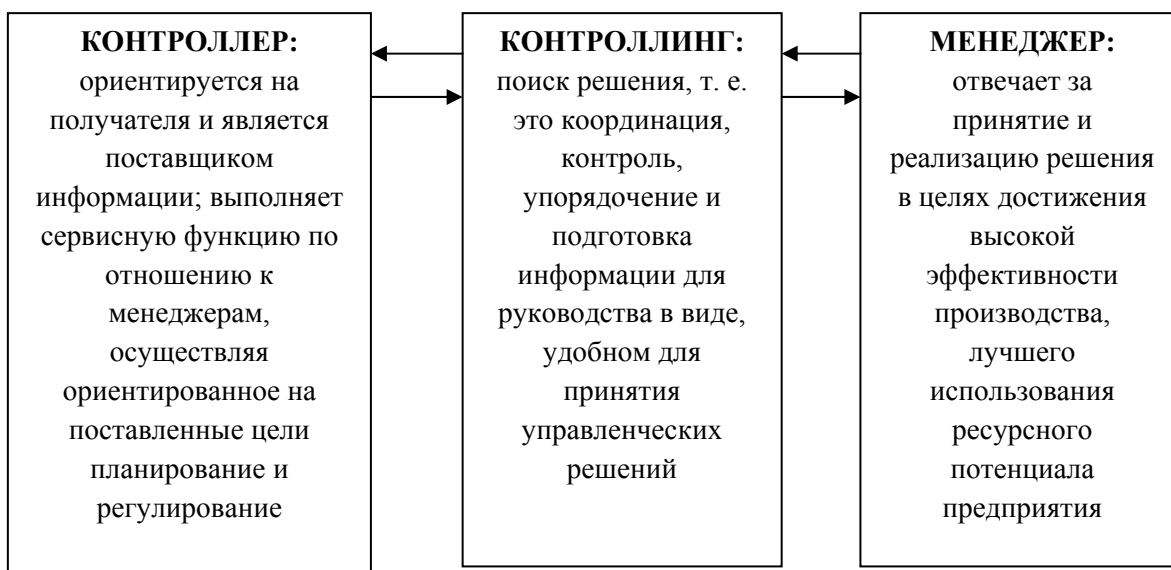 КОНТРОЛЛЕР:
ориентируется на
получателя и является
поставщиком
информации; выполняет
сервисную функцию по
отношению к
менеджерам,
осуществляя
ориентированное на
поставленные цели
планирование и
регулирование
КОНТРОЛЛИНГ:
поиск решения, т. е.
это координация,
контроль,
упорядочение и
подготовка
информации для
руководства в виде,
удобном для
принятия
управленческих
решений
МЕНЕДЖЕР:
отвечает за
принятие и
реализацию решения
в целях достижения
высокой
эффективности
производства,
лучшего
использования
ресурсного
потенциала
предприятия